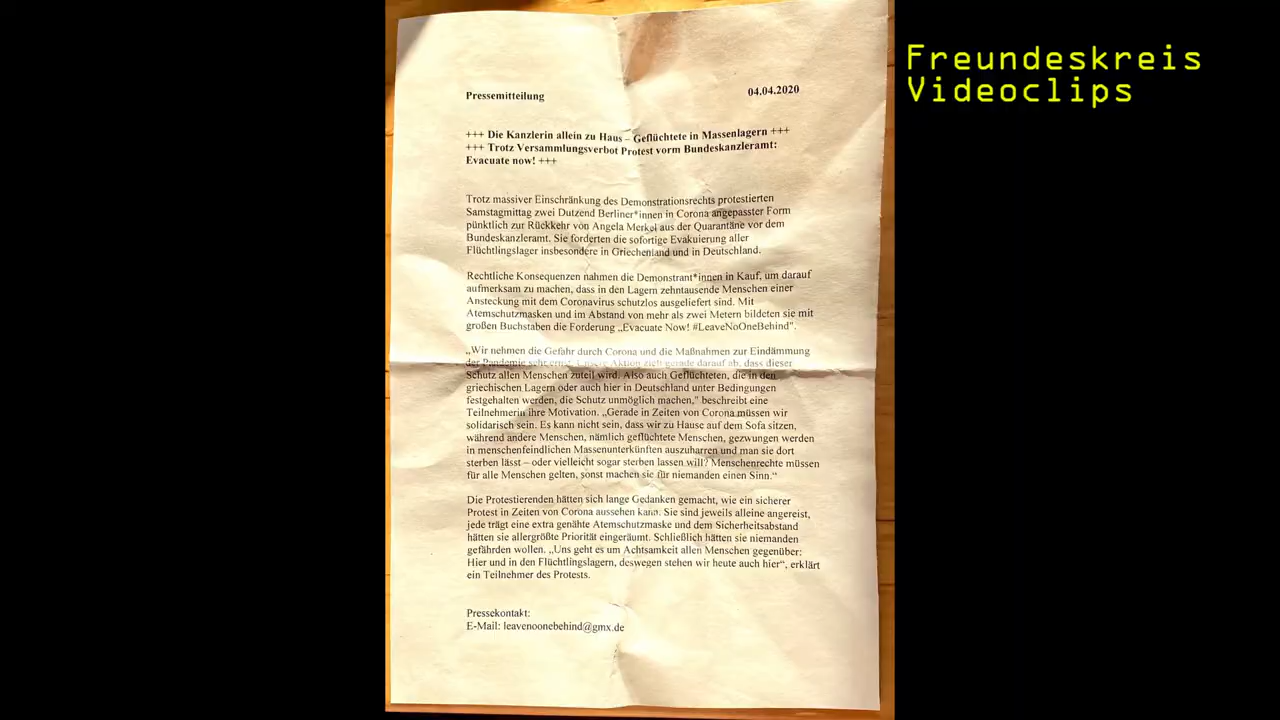 Freundeskreis
Videoclips
Pressemitteilung 04.04.2020
+++ Die Kanzlerin allein zu Haus – Geflüchtete in Massenlagern +++
+++ Trotz Versammlungsverbot Protest vorm Bundeskanzleramt:
Evacuate now! +++
Trotz massiver Einschränkung des Demonstrationsrechts protestierten
Samstagmittag zwei Dutzend Berliner*innen in Corona angepasster Form
pünktlich zur Rückkehr von Angela Merkel aus der Quarantäne vor dem
Bundeskanzleramt. Sie forderten die sofortige Evakuierung aller
Flüchtlingslager insbesondere in Griechenland und in Deutschland.
Rechtliche Konsequenzen nahmen die Demonstrant*innen in Kauf, um darauf
aufmerksam zu machen, dass in den Lagern zehntausende Menschen einer
Ansteckung mit dem Coronavirus schutzlos ausgeliefert sind. Mit
Atemschutzmasken und im Abstand von mehr als zwei Metern bildeten sie mit
großen Buchstaben die Forderung „Evacuate Now! #LeaveNoOneBehind".
„Wir nehmen die Gefahr durch Corona und die Maßnahmen zur Eindämmung
der Pandemie sehr ernst. Unsere Aktion zielt gerade darauf ab, dass dieser
Schutz allen Menschen zuteil wird. Also auch Geflüchteten, die in den
griechischen Lagern oder auch hier in Deutschland unter Bedingungen
festgehalten werden, die Schutz unmöglich machen," beschreibt eine
Teilnehmerin ihre Motivation. „Gerade in Zeiten von Corona müssen wir
solidarisch sein. Es kann nicht sein, dass wir zu Hause auf dem Sofa sitzen,
während andere Menschen, nämlich geflüchtete Menschen, gezwungen werden
in menschenfeindlichen Massenunterkünften auszuharren und man sie dort
sterben lässt – oder vielleicht sogar sterben lassen will? Menschenrechte müssen
für alle Menschen gelten, sonst machen sie für niemanden einen Sinn.“
Die Protestierenden hätten sich lange Gedanken gemacht, wie ein sicherer
Protest in Zeiten von Corona aussehen kann. Sie sind jeweils alleine angereist,
jede trägt eine extra genähte Atemschutzmaske und dem Sicherheitsabstand
hätten sie allergrößte Priorität eingeräumt. Schließlich hätten sie niemanden
gefährden wollen. „Uns geht es um Achtsamkeit allen Menschen gegenüber:
Hier und in den Flüchtlingslagern, deswegen stehen wir heute auch hier“, erklärt
ein Teilnehmer des Protests.
Pressekontakt:
E-Mail: leavenoonebehind@gmx.de